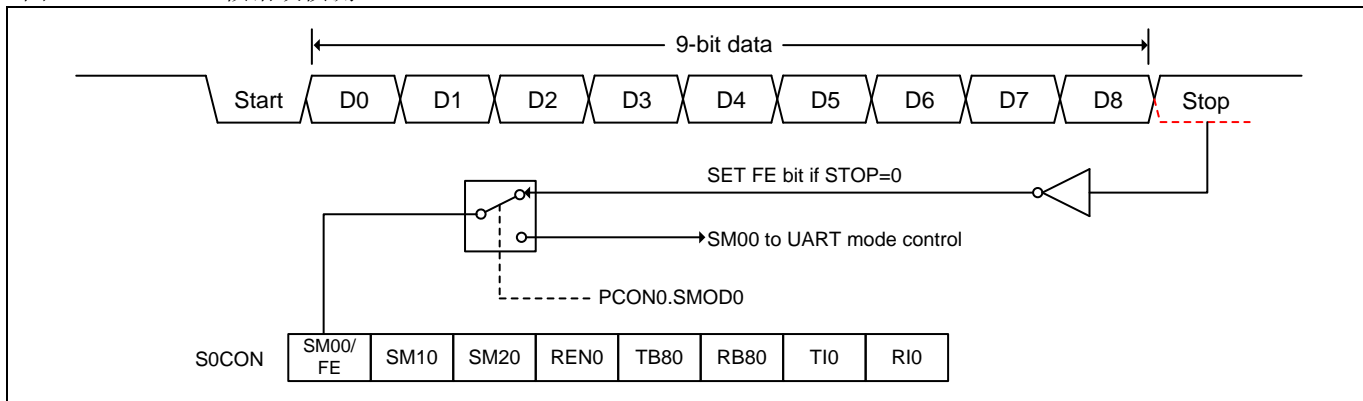 9-bit data
Start D0 D1 D2 D3 D4 D5 D6 D7 D8 Stop
SET FE bit if STOP=0
SM00 to UART mode control
PCON0.SMOD0
S0CON SM00/ FE SM10 SM20 REN0 TB80 RB80 TI0 RI0